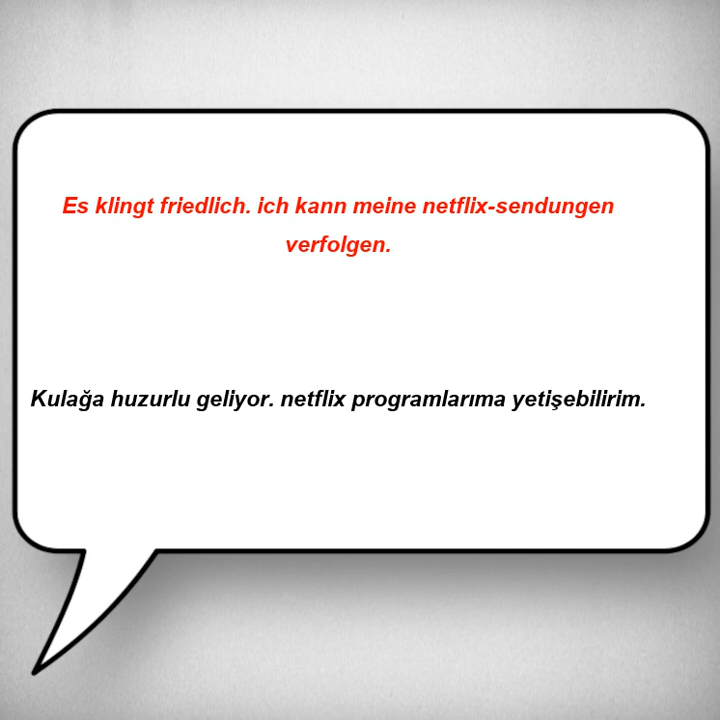 Es klingt friedlich. ich kann meine netflix-sendungen
verfolgen.
Kulağa huzurlu geliyor. netflix programlarıma yetişebilirim.